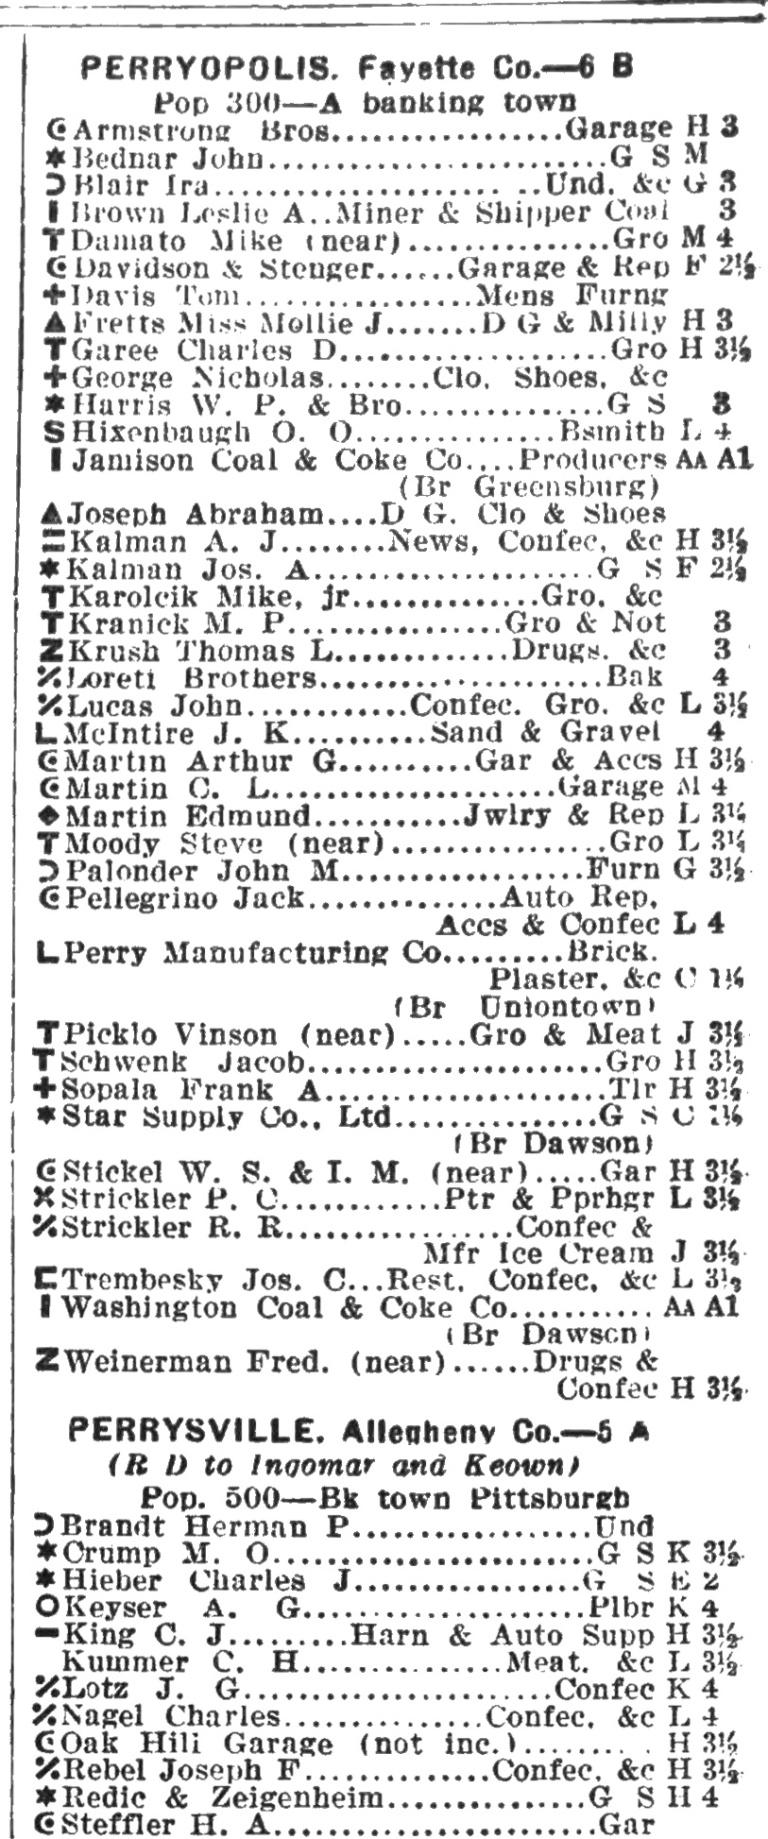 PERRYOPOLIS. Fayette Co.—6 B
Pop 300—A banking town
Armstrong Bros.................Garage H 3
*Bednar John.........................G S M
Blair Ira.....................Und, &c G 3
Brown Leslie A..Miner & Shipper Coal 3
TDamato Mike (near)...............Gro M 4
Davidson & Stenger......Garage & Rep F 2½
+Davis Tom.................Mens Furng
▲Fretts Miss Mollie J.......D G & Milly H 3
TGaree Charles D....................Gro H 3½
+George Nicholas........Clo, Shoes, &c
*Harris W. P. & Bro...............G S 3
SHixenbaugh O. O...............Bsmith L 4
Jamison Coal & Coke Co....Producers AA A1
(Br Greensburg)
▲Joseph Abraham....D G. Clo & Shoes
Kalman A. J........News, Confec, &c H 3½
*Kalman Jos. A.....................G S F 2½
TKarolcik Mike, jr..............Gro, &c
TKranick M. P................Gro & Not 3
ZKrush Thomas L.............Drugs, &c 3
⁒Loreti Brothers.....................Bak 4
⁒Lucas John............Confec. Gro. &c L 3½
LMcIntire J. K..........Sand & Gravel 4
Martin Arthur G..........Gar & Accs H 3½
Martin C. L.....................Garage M 4
◆Martin Edmund...........Jwlry & Rep L 3½
TMoody Steve (near)................Gro L 3½
Palonder John M..................Furn G 3½
Pellegrino Jack..............Auto Rep,
Accs & Confec L 4
LPerry Manufacturing Co.........Brick.
Plaster, &c C 1½
(Br Uniontown)
TPicklo Vinson (near).....Gro & Meat J 3½
TSchwenk Jacob......................Gro H 3½
+Sopala Frank A.....................Tlr H 3½
*Star Supply Co., Ltd...............G S C 1½
(Br Dawson)
Stickel W. S. & I. M. (near).....Gar H 3½
✕Strickler P. C............Ptr & Pprhgr L 3½
⁒Strickler R. R.................Confec &
Mfr Ice Cream J 3½
Trembesky Jos. C...Rest, Confec, &c L 3½
Washington Coal & Coke Co........... AA A1
(Br Dawson)
ZWeinerman Fred. (near)......Drugs &
Confec H 3½
PERRYSVILLE. Allegheny Co.—5 A
(R D to Ingomar and Keown)
Pop. 500—Bk town Pittsburgh
Brandt Herman P..................Und
*Crump M. O........................G S K 3½
*Hieber Charles J.................G S E 2
OKeyser A. G.....................Plbr K 4
King C. J.........Harn & Auto Supp H 3½
Kummer C. H...............Meat, &c L 3½
⁒Lotz J. G.......................Confec K 4
⁒Nagel Charles...............Confec, &c L 4
Oak Hill Garage (not inc.).......... H 3½
⁒Rebel Joseph F..............Confec, &c H 3½
*Redic & Zeigenheim...............G S H 4
Steffler H. A.........................Gar